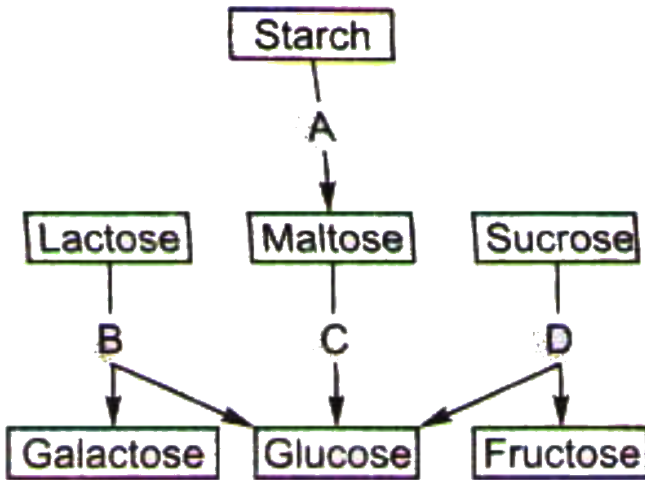 Starch
A
Lactose Maltose Sucrose
B C D
Galactose Glucose Fructose